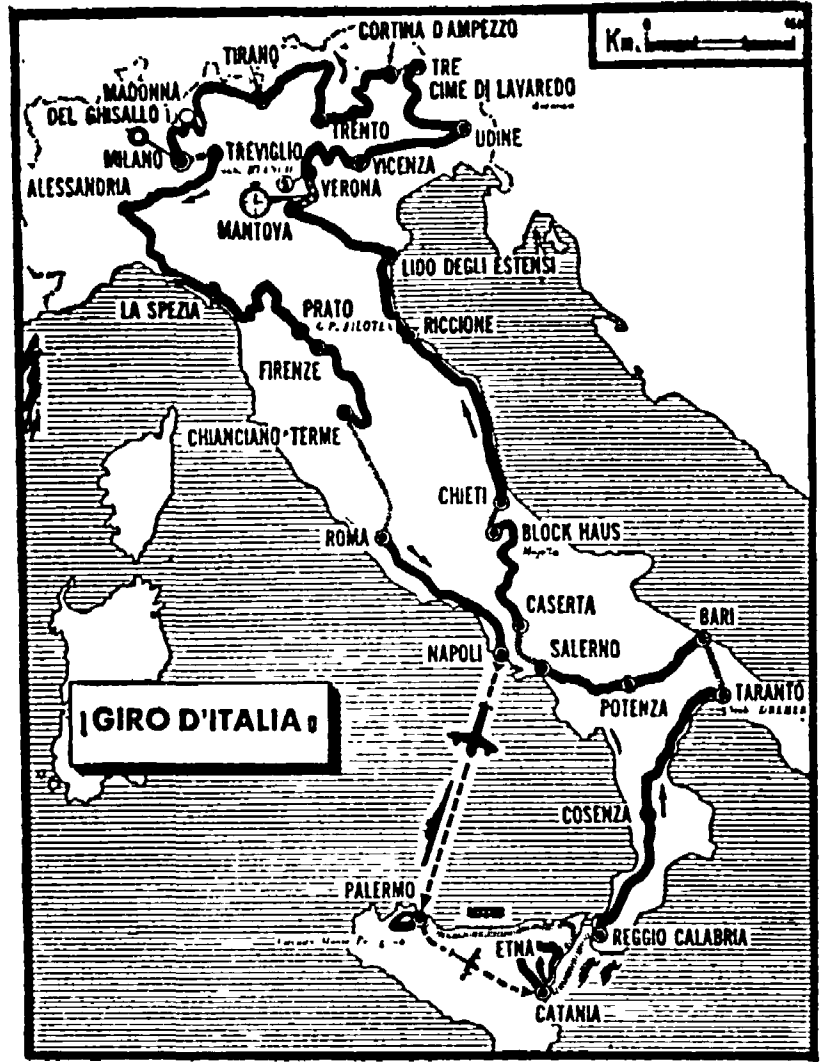 Km.
CORTINA D'AMPEZZO
TIRANO
TRE
CIME DI LAVAREDO
MADONNA
DEL GHISALLO
TRENTO
UDINE
MILANO
TREVIGLIO
VICENZA
ALESSANDRIA
VERONA
MANTOVA
LIDO DEGLI ESTENSI
LA SPEZIA
PRATO
RICCIONE
FIRENZE
CHIANCIANO TERME
CHIETI
ROMA
BLOCK HAUS
CASERTA
BARI
NAPOLI
SALERNO
TARANTO
POTENZA
GIRO D'ITALIA
COSENZA
PALERMO
ETNA
REGGIO CALABRIA
CATANIA